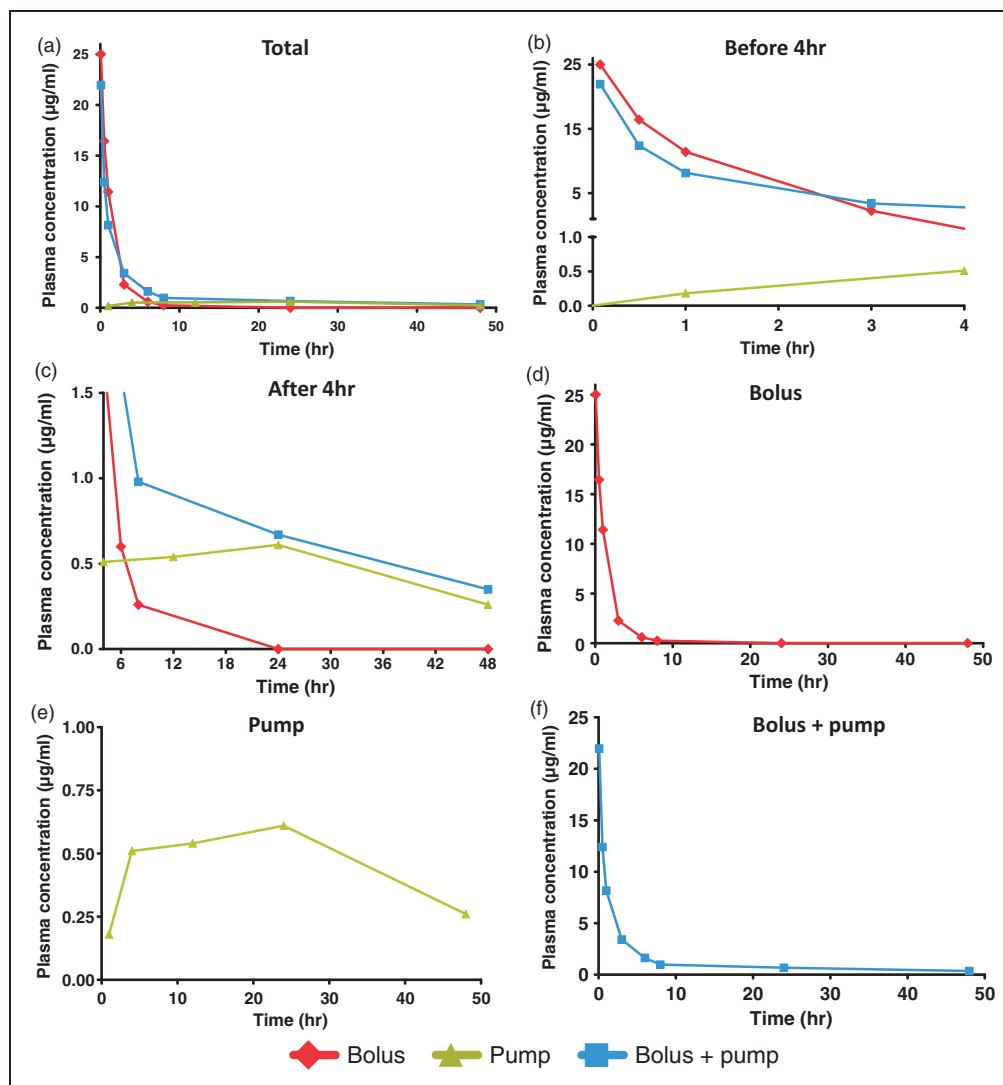 (a)
Total
Plasma concentration (µg/ml)
25
20
15
10
5
0
0
10
20
30
40
50
Time (hr)
(b)
Before 4hr
Plasma concentration (µg/ml)
25
15
5
1.0
0.5
0.0
0
1
2
3
4
Time (hr)
(c)
After 4hr
Plasma concentration (µg/ml)
1.5
1.0
0.5
0.0
6
12
18
24
30
36
42
48
Time (hr)
(d)
Bolus
Plasma concentration (µg/ml)
25
20
15
10
5
0
0
10
20
30
40
50
Time (hr)
(e)
Pump
Plasma concentration (µg/ml)
1.00
0.75
0.50
0.25
0.00
0
10
20
30
40
50
Time (hr)
(f)
Bolus + pump
Plasma concentration (µg/ml)
25
20
15
10
5
0
0
10
20
30
40
50
Time (hr)
Bolus
Pump
Bolus + pump